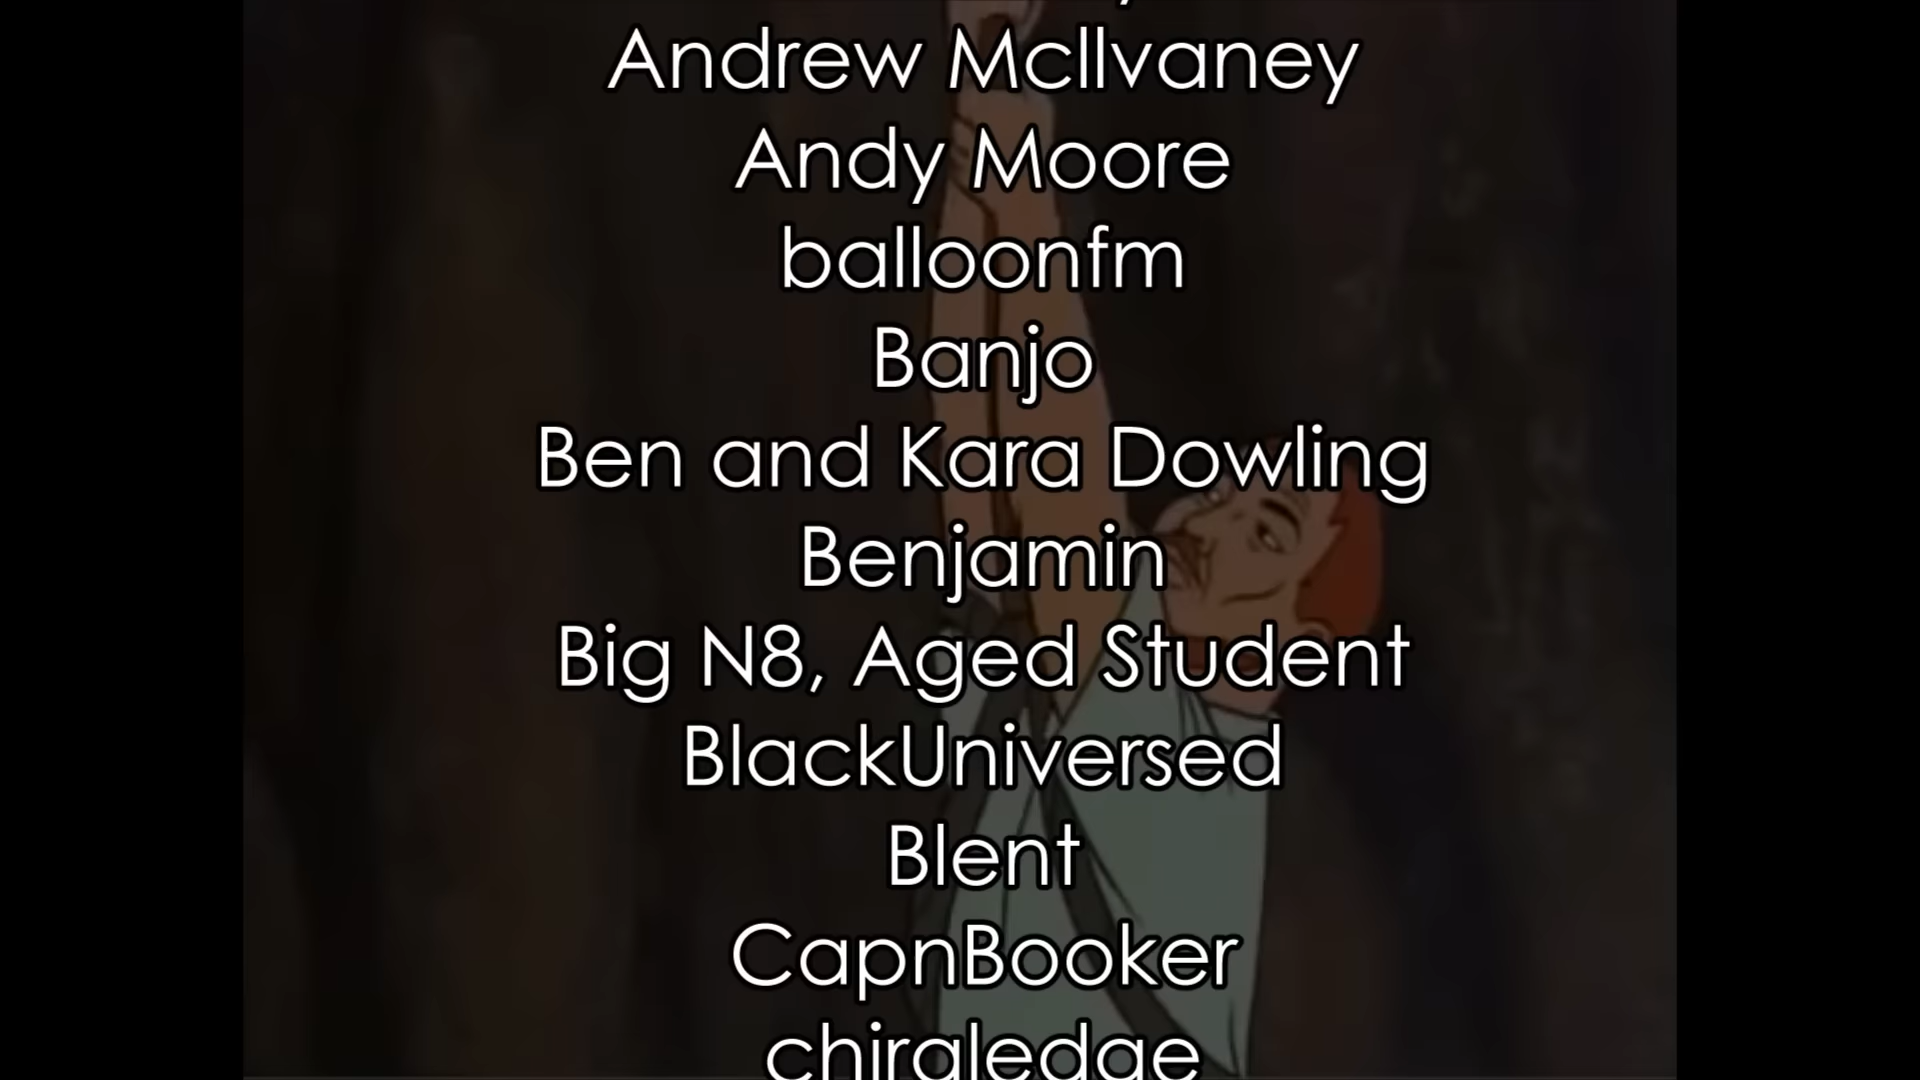 Andrew McIlvaney
Andy Moore
balloonfm
Banjo
Ben and Kara Dowling
Benjamin
Big N8, Aged Student
BlackUniversed
Blent
CapnBooker
chiraledge